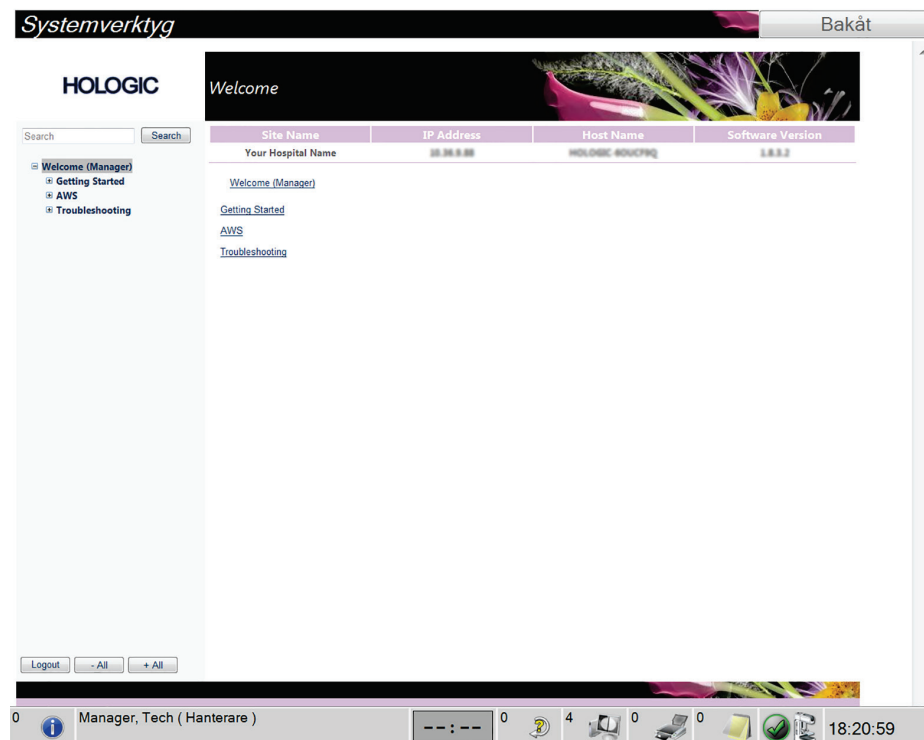 Systemverktyg
Bakåt
HOLOGIC
Welcome
Search
Search
Site Name
IP Address
Host Name
Software Version
Your Hospital Name
Welcome (Manager)
Getting Started
AWS
Troubleshooting
Welcome (Manager)
Getting Started
AWS
Troubleshooting
Logout
- All
+ All
0
Manager, Tech ( Hanterare )
--:--
0
4
0
0
18:20:59